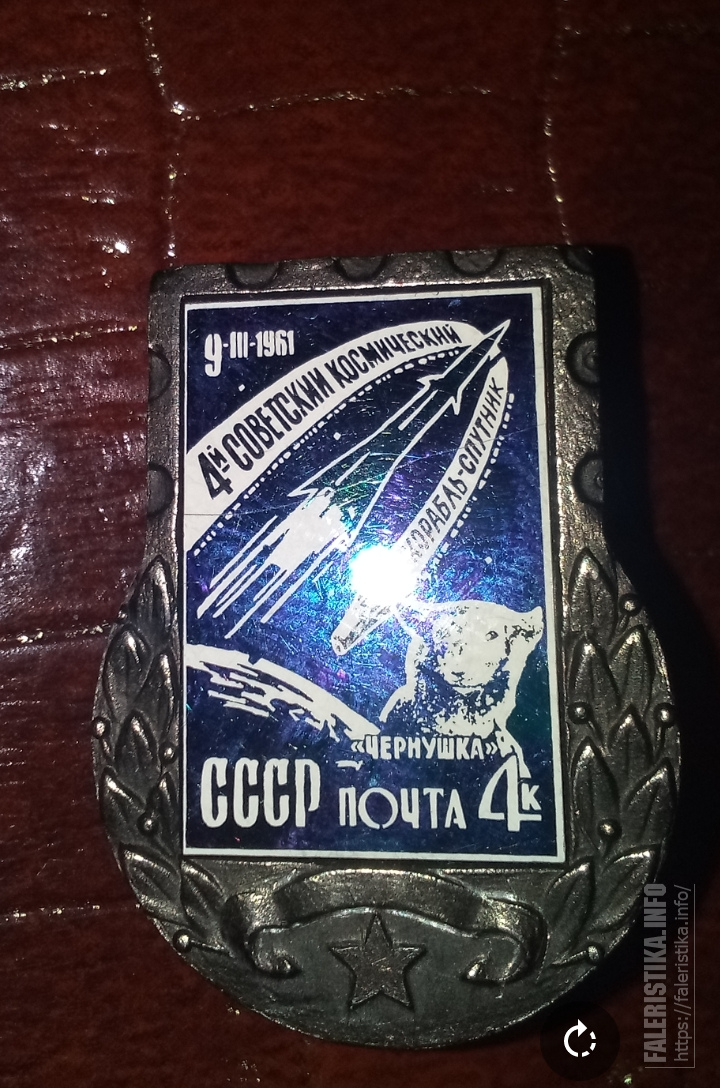 9-III-1961
4й СОВЕТСКИЙ КОСМИЧЕСКИЙ
КОРАБЛЬ-СПУТНИК
«ЧЕРНУШКА»
СССР ПОЧТА 4К
FALERISTIKA.INFO
https://faleristika.info/